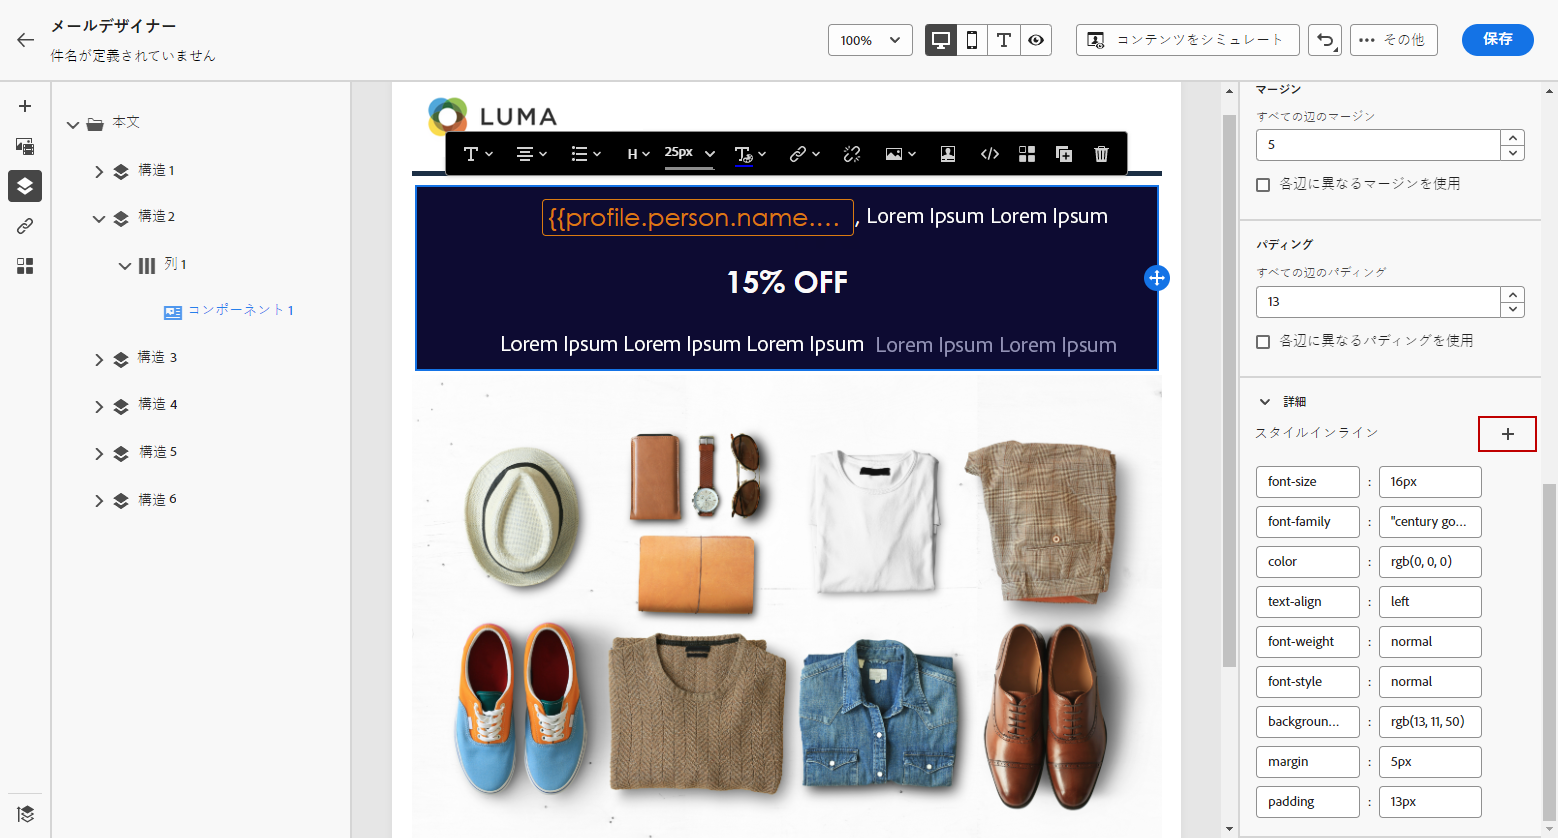 メールデザイナー
件名が定義されていません
100%
コンテンツをシミュレート
その他
保存
本文
構造 1
構造 2
列 1
コンポーネント 1
構造 3
構造 4
構造 5
構造 6
LUMA
H
25px
{{profile.person.name.... , Lorem Ipsum Lorem Ipsum
15% OFF
Lorem Ipsum Lorem Ipsum Lorem Ipsum Lorem Ipsum Lorem Ipsum
マージン
すべての辺のマージン
5
各辺に異なるマージンを使用
パディング
すべての辺のパディング
13
各辺に異なるパディングを使用
詳細
スタイルインライン
font-size : 16px
font-family : "century go...
color : rgb(0, 0, 0)
text-align : left
font-weight : normal
font-style : normal
backgroun... : rgb(13, 11, 50)
margin : 5px
padding : 13px